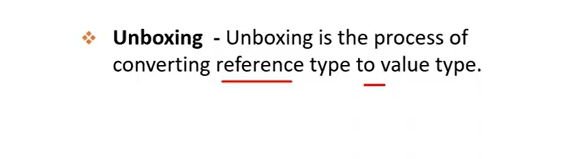 Unboxing - Unboxing is the process of
converting reference type to value type.